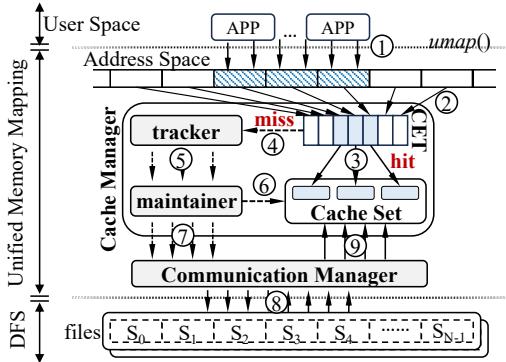 User Space
APP
...
APP
①
umap()
Address Space
②
Unified Memory Mapping
Cache Manager
tracker
miss
④
CET
⑤
③
hit
maintainer
⑥
Cache Set
⑦
⑨
Communication Manager
⑧
DFS
files
S0
S1
S2
S3
S4
......
SN-1